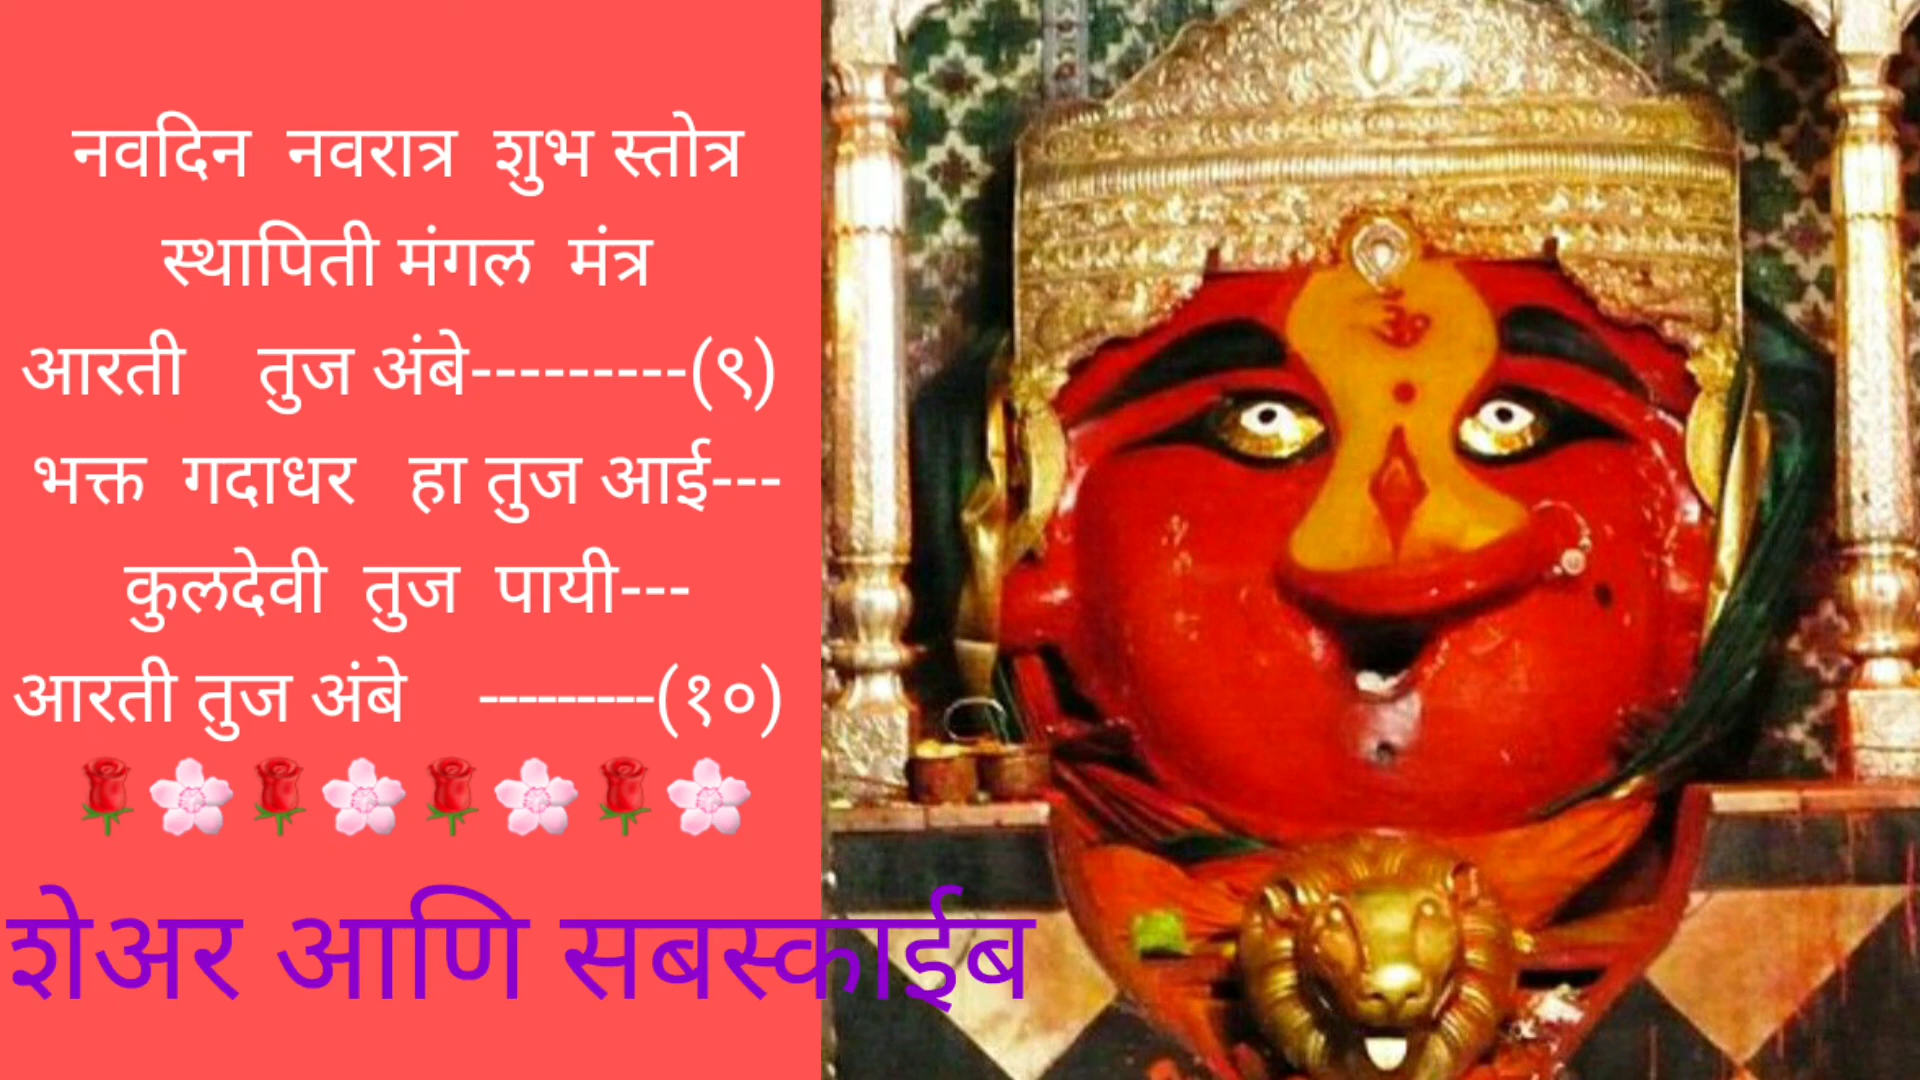 नवदिन नवरात्र शुभ स्तोत्र
स्थापिती मंगल मंत्र
आरती तुज अंबे---------(९)
भक्त गदाधर हा तुज आई---
कुलदेवी तुज पायी---
आरती तुज अंबे ---------(१०)
🌹🌸🌹🌸🌹🌸🌹🌸
शेअर आणि सबस्काईब
ॐ